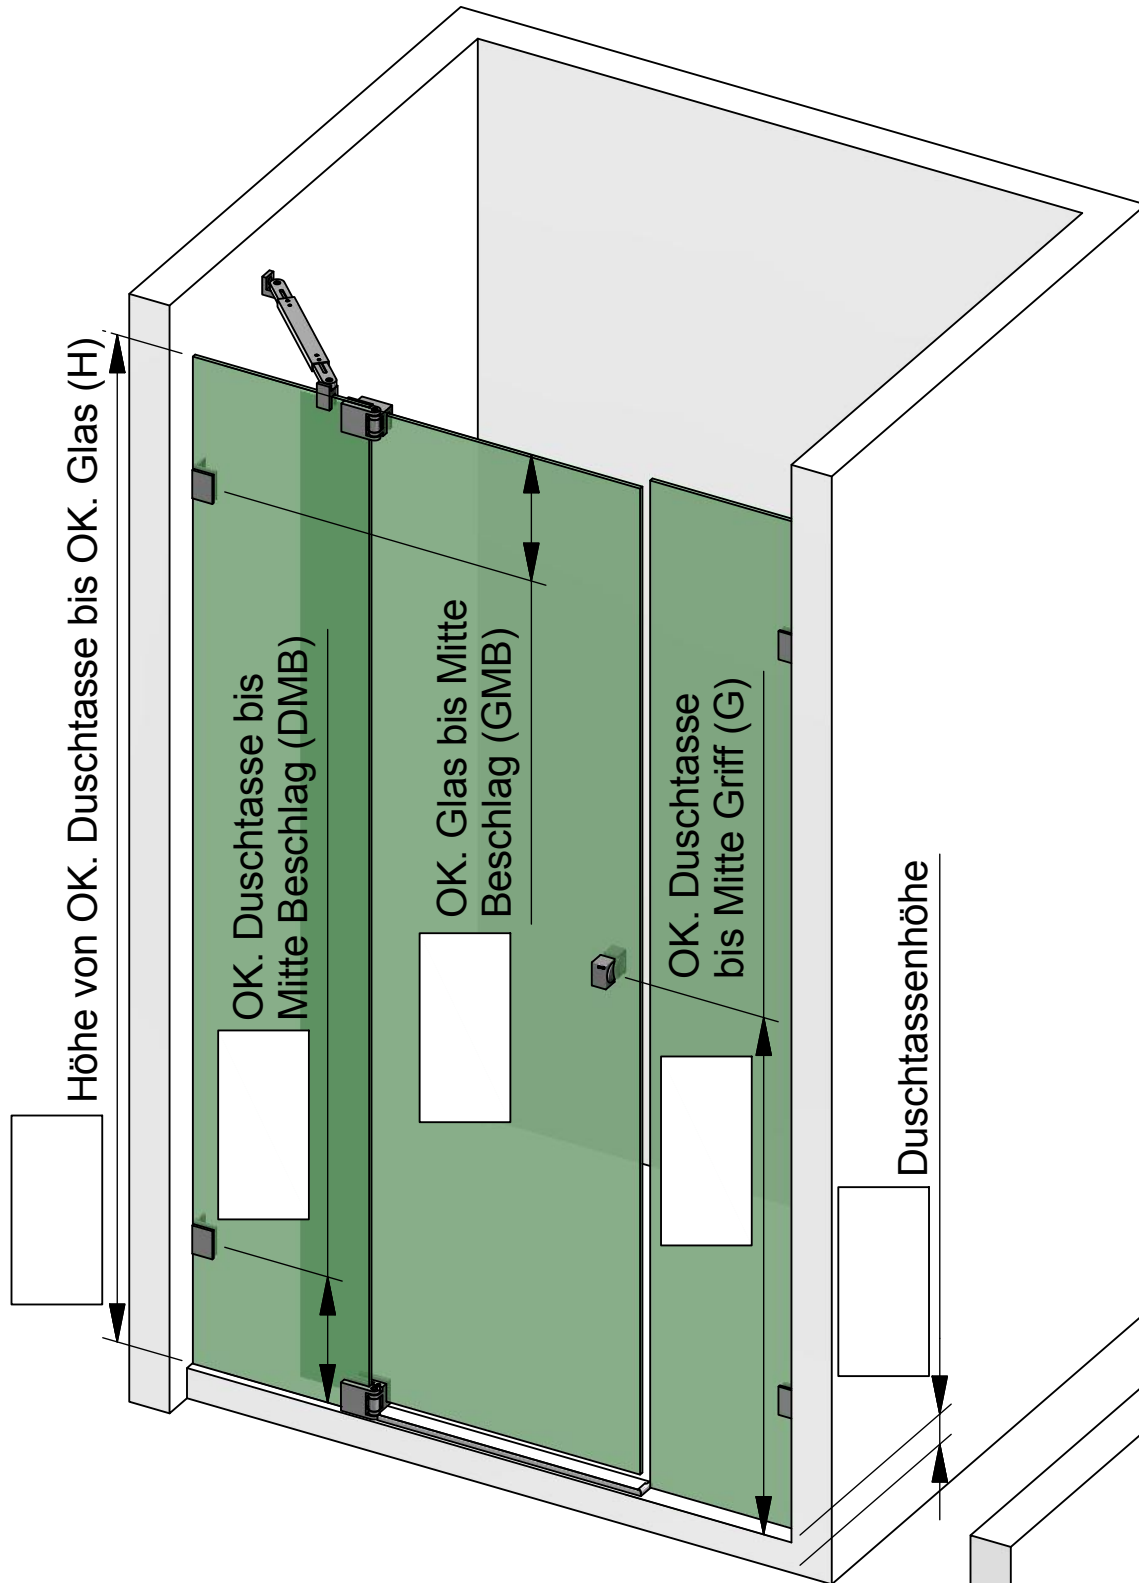 Höhe von OK. Duschtasse bis OK. Glas (H)
OK. Duschtasse bis
Mitte Beschlag (DMB)
OK. Glas bis Mitte
Beschlag (GMB)
OK. Duschtasse
bis Mitte Griff (G)
Duschtassenhöhe